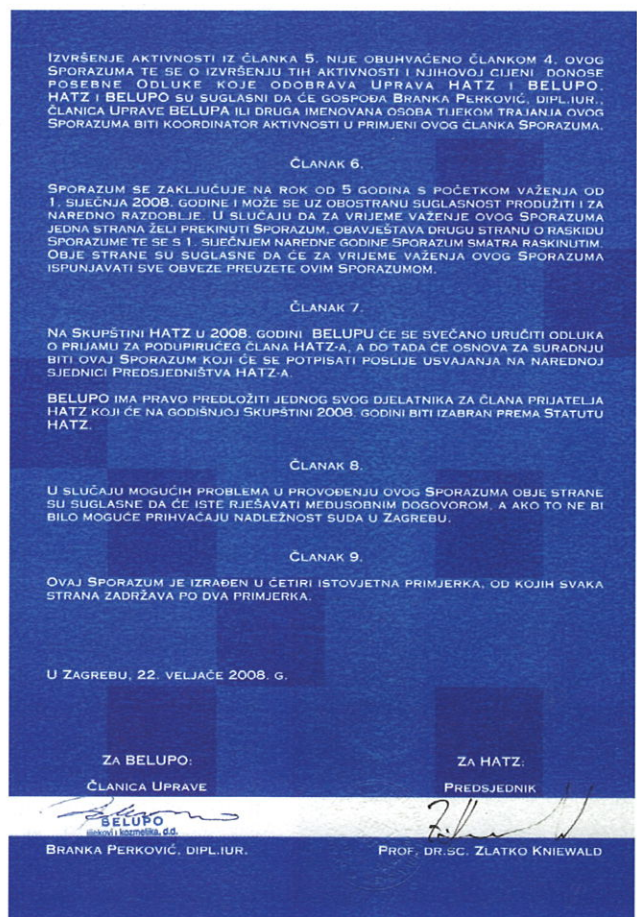 IZVRŠENJE AKTIVNOSTI IZ ČLANKA 5. NIJE OBUHVAĆENO ČLANKOM 4. OVOG
SPORAZUMA TE SE O IZVRŠENJU TIH AKTIVNOSTI I NJIHOVOJ CIJENI DONOSE
POSEBNE ODLUKE KOJE ODOBRAVA UPRAVA HATZ I BELUPO.
HATZ I BELUPO SU SUGLASNI DA ĆE GOSPOĐA BRANKA PERKOVIĆ, DIPL.IUR.,
ČLANICA UPRAVE BELUPA ILI DRUGA IMENOVANA OSOBA TIJEKOM TRAJANJA OVOG
SPORAZUMA BITI KOORDINATOR AKTIVNOSTI U PRIMJENI OVOG ČLANKA SPORAZUMA.
ČLANAK 6.
SPORAZUM SE ZAKLJUČUJE NA ROK OD 5 GODINA S POČETKOM VAŽENJA OD
1. SIJEČNJA 2008. GODINE I MOŽE SE UZ OBOSTRANU SUGLASNOST PRODUŽITI I ZA
NAREDNO RAZDOBLJE. U SLUČAJU DA ZA VRIJEME VAŽENJE OVOG SPORAZUMA
JEDNA STRANA ŽELI PREKINUTI SPORAZUM, OBAVJEŠTAVA DRUGU STRANU O RASKIDU
SPORAZUME TE SE S 1. SIJEČNJEM NAREDNE GODINE SPORAZUM SMATRA RASKINUTIM.
OBJE STRANE SU SUGLASNE DA ĆE ZA VRIJEME VAŽENJA OVOG SPORAZUMA
ISPUNJAVATI SVE OBVEZE PREUZETE OVIM SPORAZUMOM.
ČLANAK 7.
NA SKUPŠTINI HATZ U 2008. GODINI BELUPU ĆE SE SVEČANO URUČITI ODLUKA
O PRIJAMU ZA PODUPIRUĆEG ČLANA HATZ-A, A DO TADA ĆE OSNOVA ZA SURADNJU
BITI OVAJ SPORAZUM KOJI ĆE SE POTPISATI POSLIJE USVAJANJA NA NAREDNOJ
SJEDNICI PREDSJEDNIŠTVA HATZ-A.
BELUPO IMA PRAVO PREDLOŽITI JEDNOG SVOG DJELATNIKA ZA ČLANA PRIJATELJA
HATZ KOJI ĆE NA GODIŠNJOJ SKUPŠTINI 2008. GODINI BITI IZABRAN PREMA STATUTU
HATZ.
ČLANAK 8.
U SLUČAJU MOGUĆIH PROBLEMA U PROVOĐENJU OVOG SPORAZUMA OBJE STRANE
SU SUGLASNE DA ĆE ISTE RJEŠAVATI MEĐUSOBNIM DOGOVOROM, A AKO TO NE BI
BILO MOGUĆE PRIHVAĆAJU NADLEŽNOST SUDA U ZAGREBU.
ČLANAK 9.
OVAJ SPORAZUM JE IZRAĐEN U ČETIRI ISTOVJETNA PRIMJERKA, OD KOJIH SVAKA
STRANA ZADRŽAVA PO DVA PRIMJERKA.
U ZAGREBU, 22. VELJAČE 2008. G.
ZA BELUPO: ZA HATZ:
ČLANICA UPRAVE PREDSJEDNIK
BELUPO
lijekovi i kozmetika, d.d.
BRANKA PERKOVIĆ, DIPL.IUR. PROF. DR.SC. ZLATKO KNIEWALD